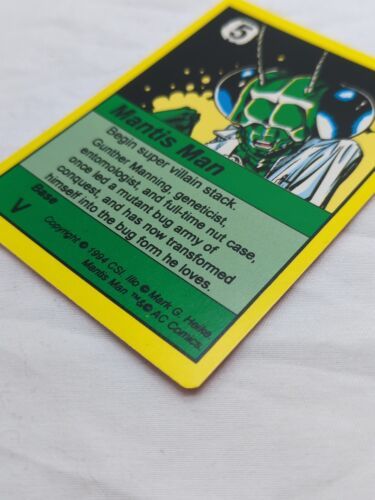 5
Mantis Man
Begin super villain stack.
Gunther Manning, geneticist,
entomologist, and full-time nut case,
once led a mutant bug army of
conquest, and has now transformed
himself into the bug form he loves.
Base
V
Copyright © 1994 CSI. Illo © Mark G. Heike
Mantis Man ™&© AC Comics.